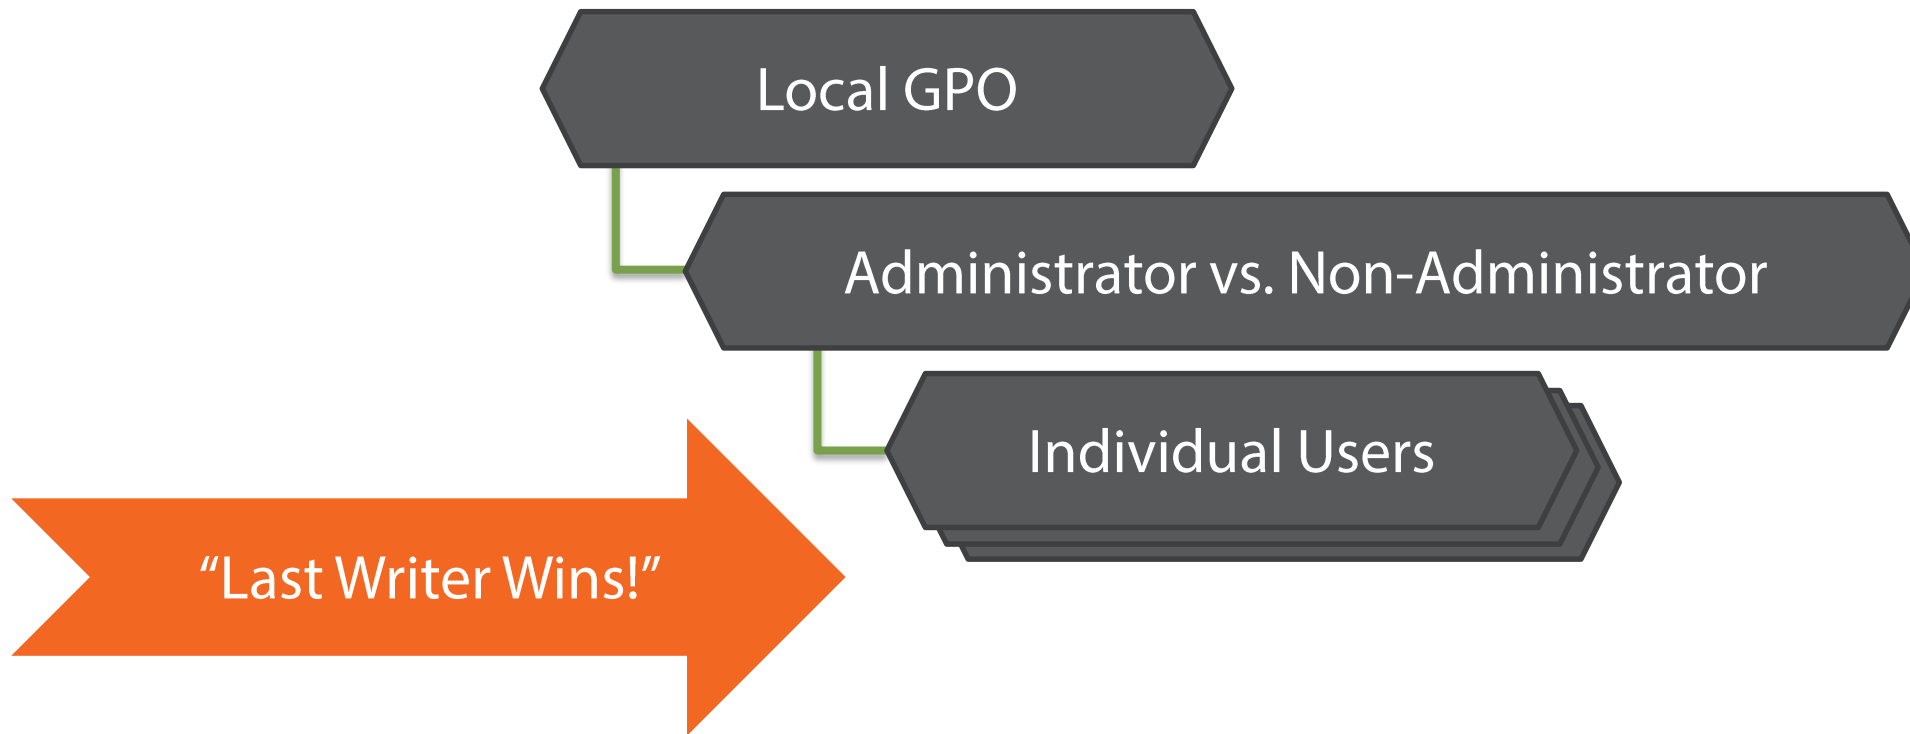 Local GPO
Administrator vs. Non-Administrator
Individual Users
“Last Writer Wins!”